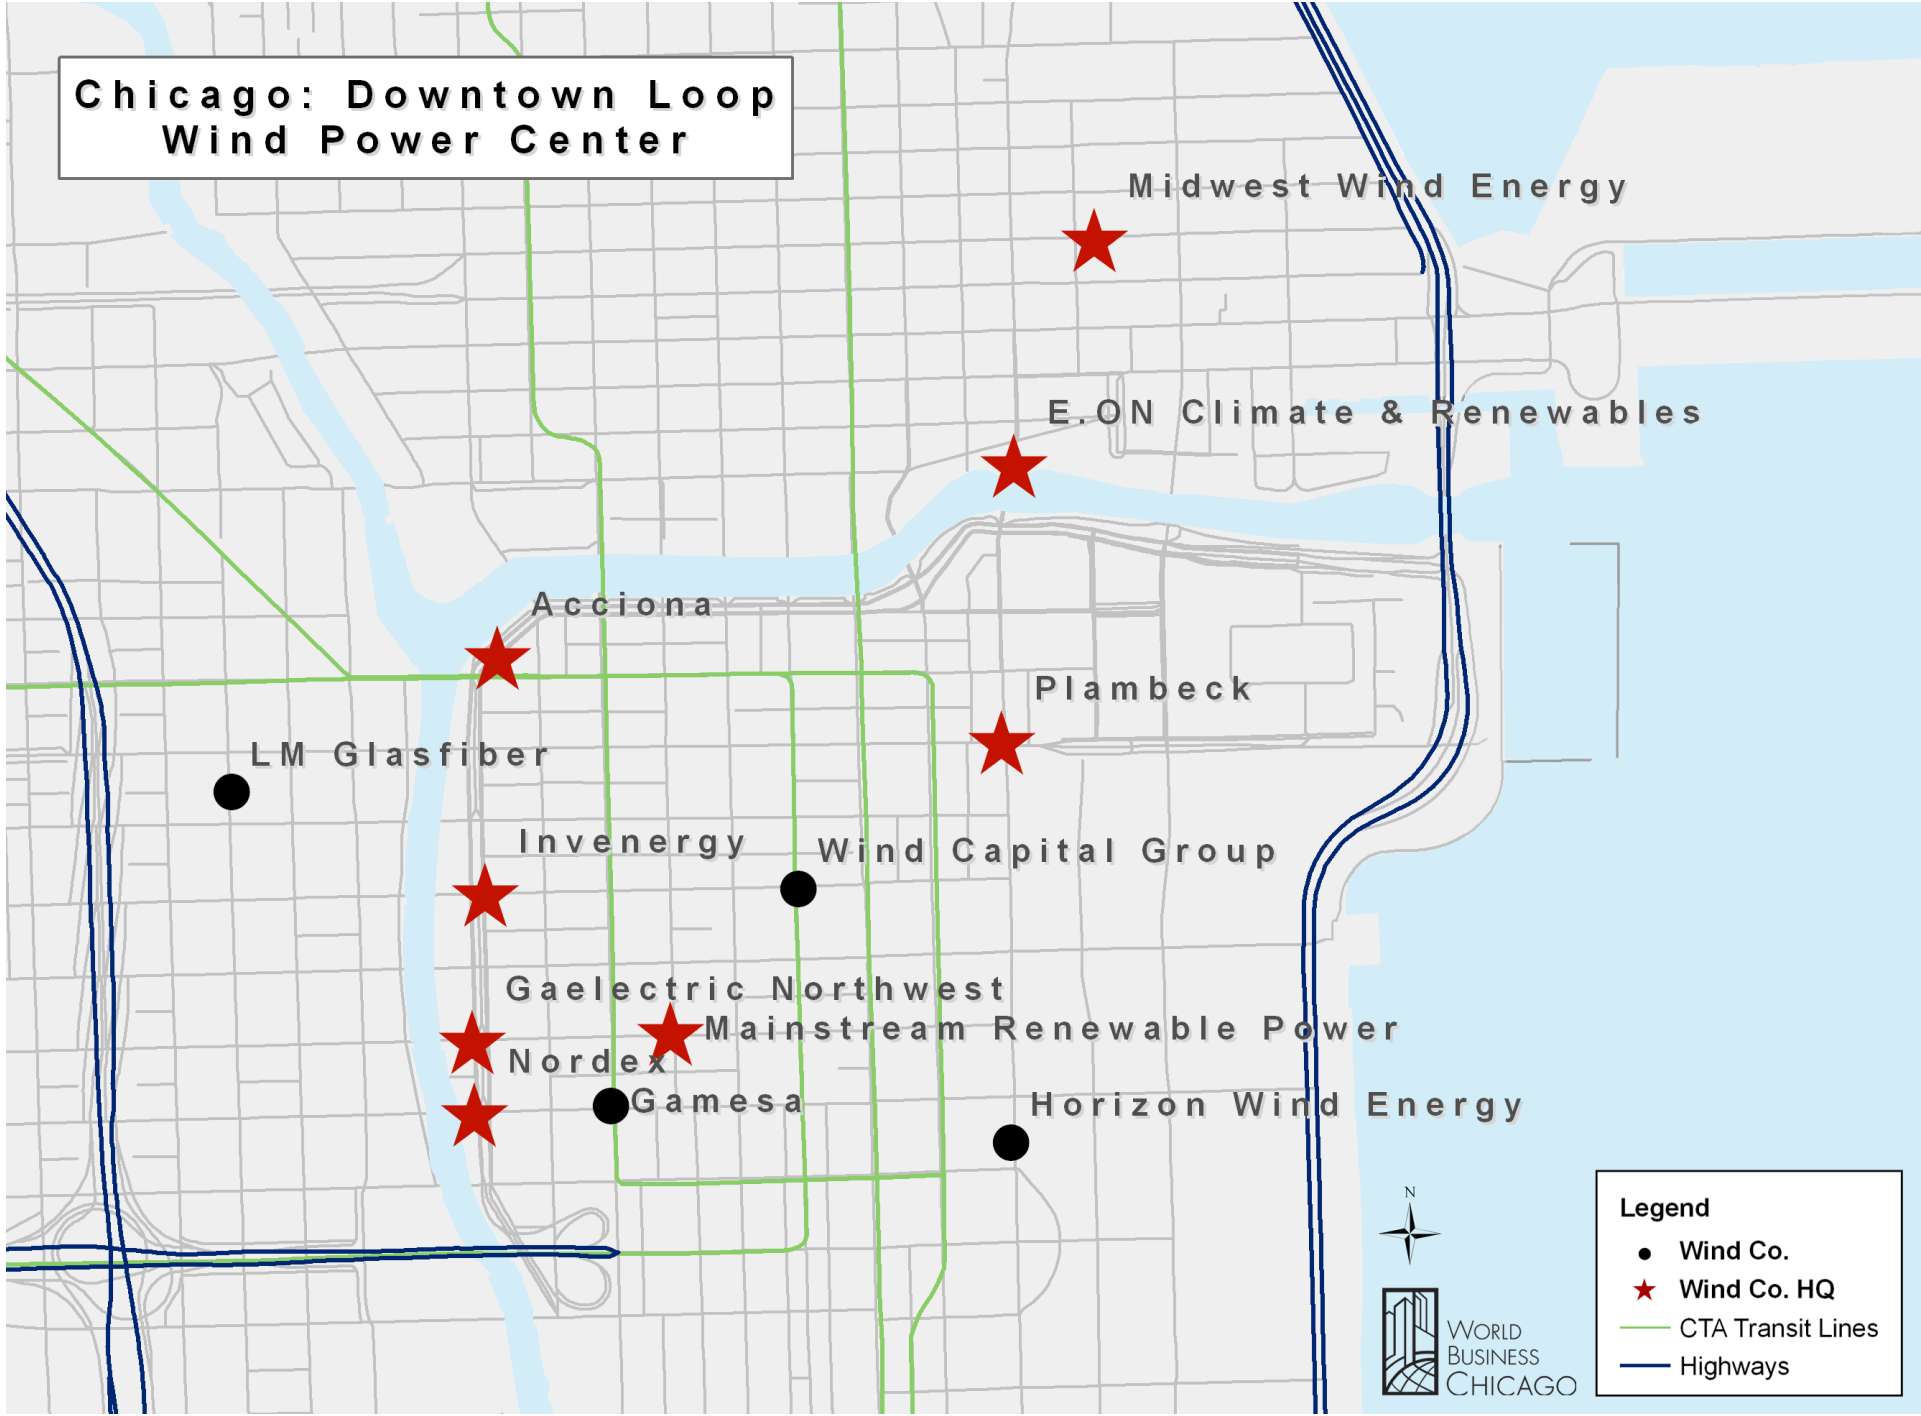 Chicago: Downtown Loop
Wind Power Center
Midwest Wind Energy
E.ON Climate & Renewables
Acciona
Plambeck
LM Glasfiber
Invenergy
Wind Capital Group
Gaelectric Northwest
Mainstream Renewable Power
Nordex
Gamesa
Horizon Wind Energy
N
Legend
Wind Co.
Wind Co. HQ
CTA Transit Lines
Highways
WORLD
BUSINESS
CHICAGO